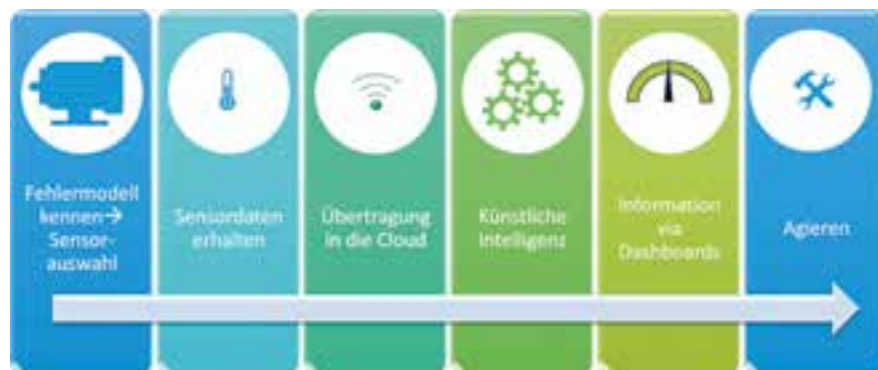 Fehlermodell
kennen→
Sensor-
auswahl
Sensordaten
erhalten
Übertragung
in die Cloud
Künstliche
Intelligenz
Information
via
Dashboards
Agieren